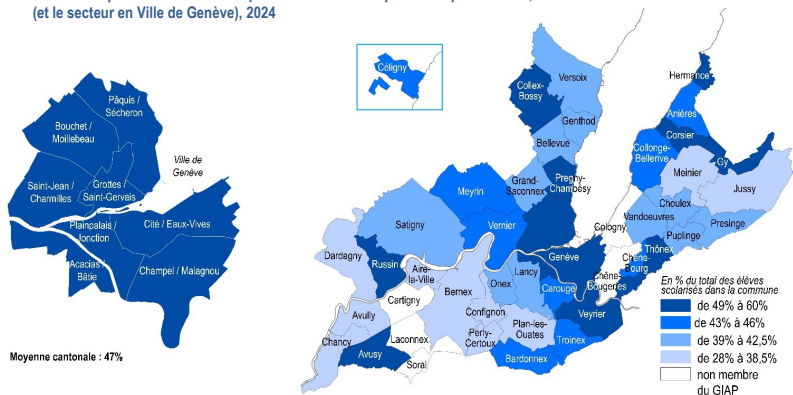 (et le secteur en Ville de Genève), 2024
Pâquis /
Sécheron
Bouchet /
Moillebeau
Ville de
Genève
Saint-Jean /
Charmilles
Grottes /
Saint-Gervais
Plainpalais /
Jonction
Cité / Eaux-Vives
Acacias /
Bâtie
Champel / Malagnou
Moyenne cantonale : 47%
Céligny
Versoix
Collex-
Bossy
Genthod
Bellevue
Hermance
Anières
Corsier
Collonge-
Bellerive
Gy
Meinier
Jussy
Grand-
Saconnex
Pregny-
Chambésy
Meyrin
Vernier
Satigny
Choulex
Vandoeuvres
Cologny
Presinge
Puplinge
Thônex
Chêne-
Bourg
Chêne-
Bougeries
Dardagny
Russin
Aire-
la-Ville
Genève
Lancy
Onex
Carouge
Cartigny
Bernex
Avully
Confignon
Veyrier
Plan-les-
Ouates
Perly-
Certoux
Troinex
Chancy
Laconnex
Avusy
Soral
Bardonnex
En % du total des élèves
scolarisés dans la commune
de 49% à 60%
de 43% à 46%
de 39% à 42,5%
de 28% à 38,5%
non membre
du GIAP